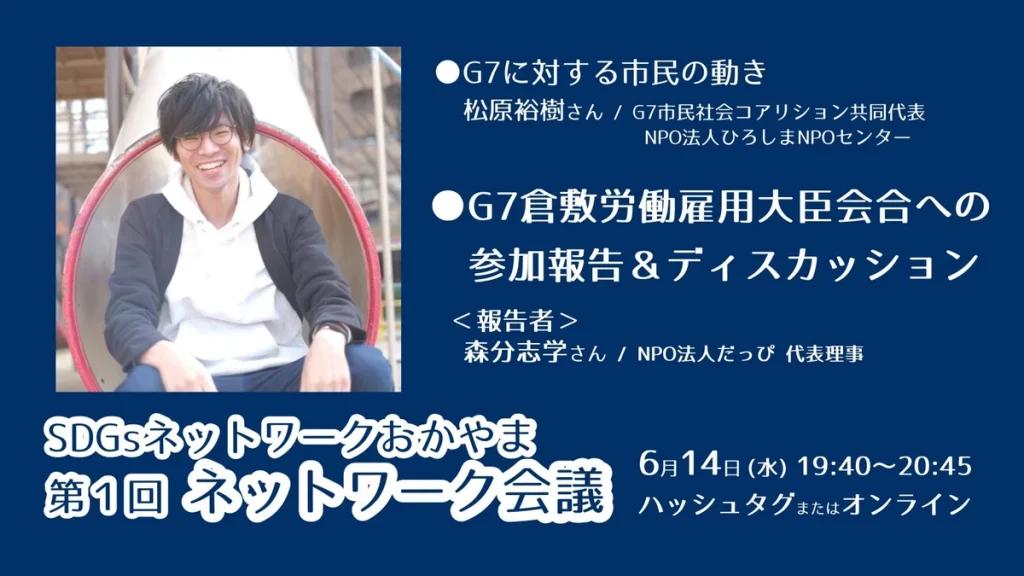 ●G7に対する市民の動き
松原裕樹さん / G7市民社会コアリション共同代表
NPO法人ひろしまNPOセンター
●G7倉敷労働雇用大臣会合への
参加報告＆ディスカッション
＜報告者＞
森分志学さん / NPO法人だっぴ 代表理事
SDGsネットワークおかやま
第1回 ネットワーク会議
6月14日 (水) 19:40〜20:45
ハッシュタグまたはオンライン